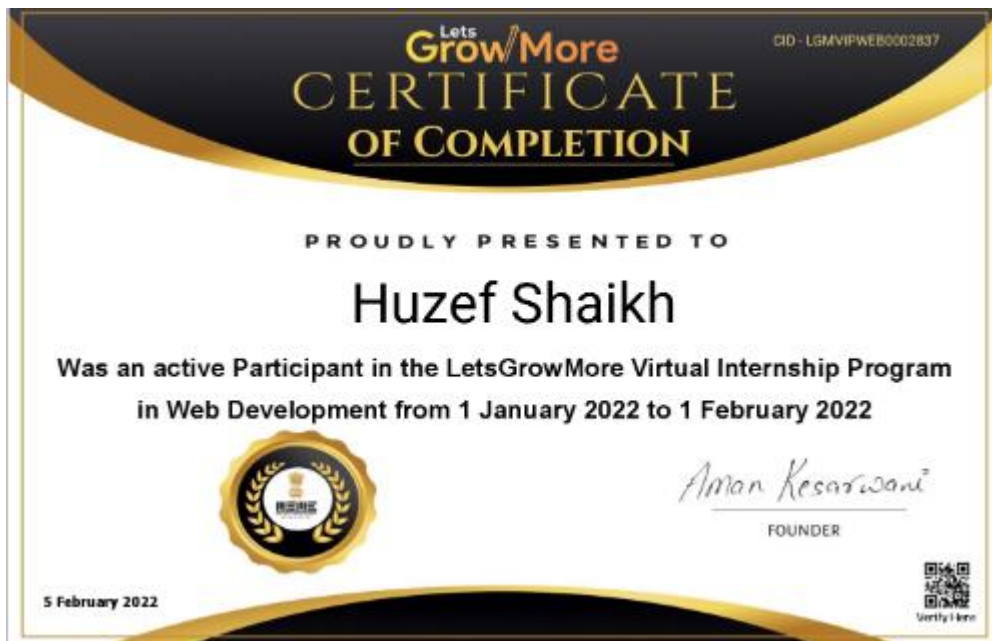 Lets
GrowMore
CID - LGMVIPWEB0002837
CERTIFICATE
OF COMPLETION
PROUDLY PRESENTED TO
Huzef Shaikh
Was an active Participant in the LetsGrowMore Virtual Internship Program
in Web Development from 1 January 2022 to 1 February 2022
Aman Kesarwani
FOUNDER
5 February 2022
Verify Here